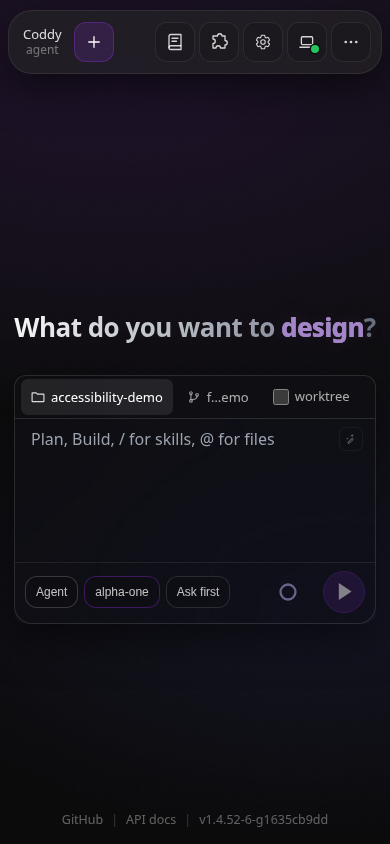 Coddy
agent
What do you want to design?
accessibility-demo
f...emo
worktree
Plan, Build, / for skills, @ for files
Agent
alpha-one
Ask first
GitHub | API docs | v1.4.52-6-g1635cb9dd